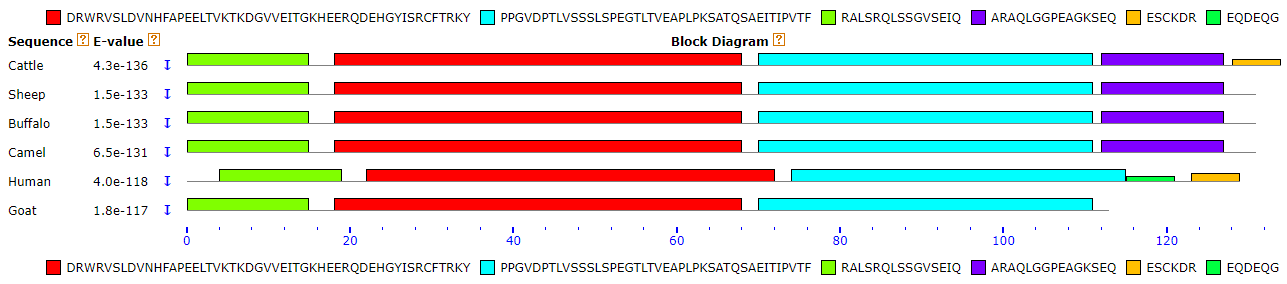 DRWRVSLDVNHFAPEELTVKTKDGVVEITGKHEERQDEHGYISRCFTRKY PPGVDPTLVSSSLSPEGTLTVEAPLPKSATQSAEITIPVTF RALSRQLSSGVSEIQ ARAQLGGPEAGKSEQ ESCKDR EQDEQG
Sequence ? E-value ? Block Diagram ?
Cattle 4.3e-136 ↧
Sheep 1.5e-133 ↧
Buffalo 1.5e-133 ↧
Camel 6.5e-131 ↧
Human 4.0e-118 ↧
Goat 1.8e-117 ↧
0 20 40 60 80 100 120
DRWRVSLDVNHFAPEELTVKTKDGVVEITGKHEERQDEHGYISRCFTRKY PPGVDPTLVSSSLSPEGTLTVEAPLPKSATQSAEITIPVTF RALSRQLSSGVSEIQ ARAQLGGPEAGKSEQ ESCKDR EQDEQG